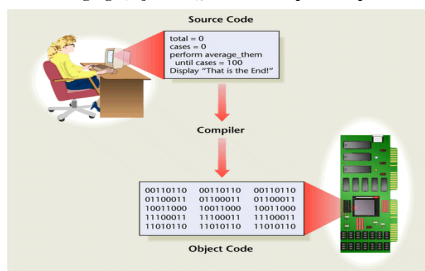 Source Code
total = 0
cases = 0
perform average_them
until cases = 100
Display "That is the End!"
Compiler
00110110 00110110 00110110
01100011 01100011 01100011
10011000 10011000 10011000
11100011 11100011 11100011
11010110 11010110 11010110
Object Code